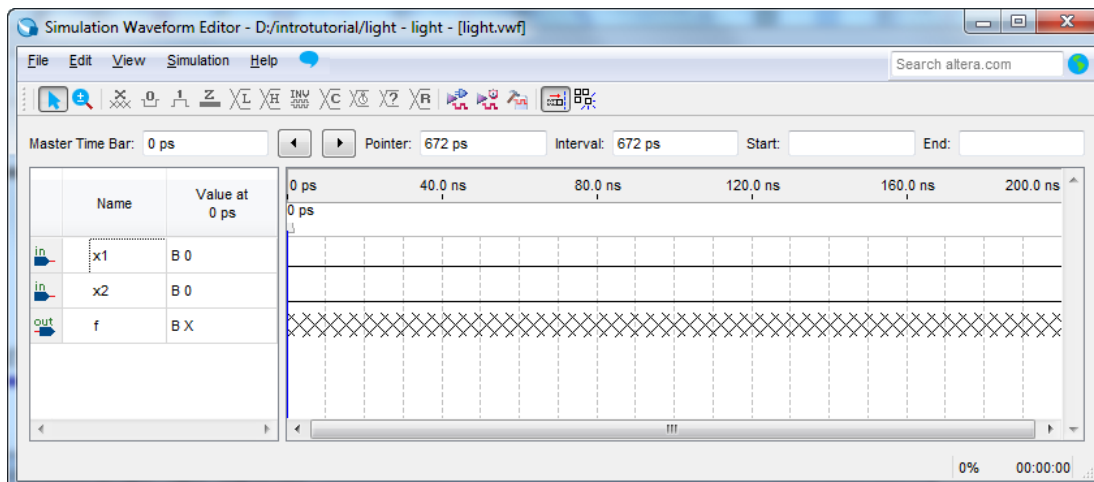 Simulation Waveform Editor - D:/introtutorial/light - light - [light.vwf]
File Edit View Simulation Help
Search altera.com
Master Time Bar: 0 ps Pointer: 672 ps Interval: 672 ps Start: End:
Name Value at 0 ps
0 ps 40.0 ns 80.0 ns 120.0 ns 160.0 ns 200.0 ns
0 ps
in x1 B 0
in x2 B 0
out f B X
0% 00:00:00